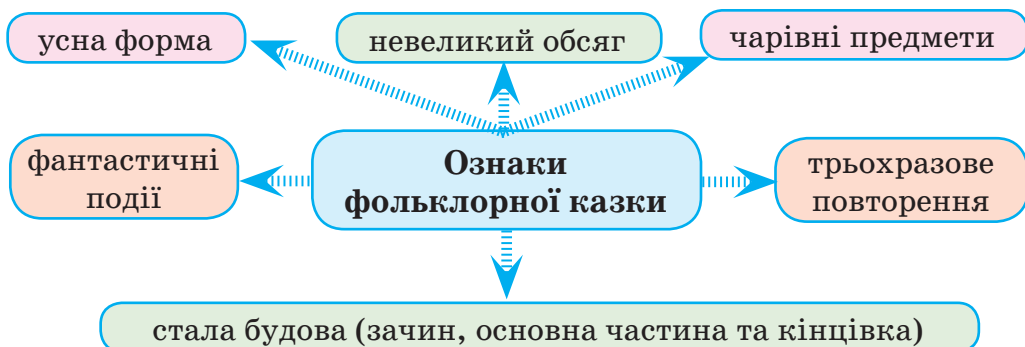 усна форма
невеликий обсяг
чарівні предмети
фантастичні
події
Ознаки
фольклорної казки
трьохразове
повторення
стала будова (зачин, основна частина та кінцівка)